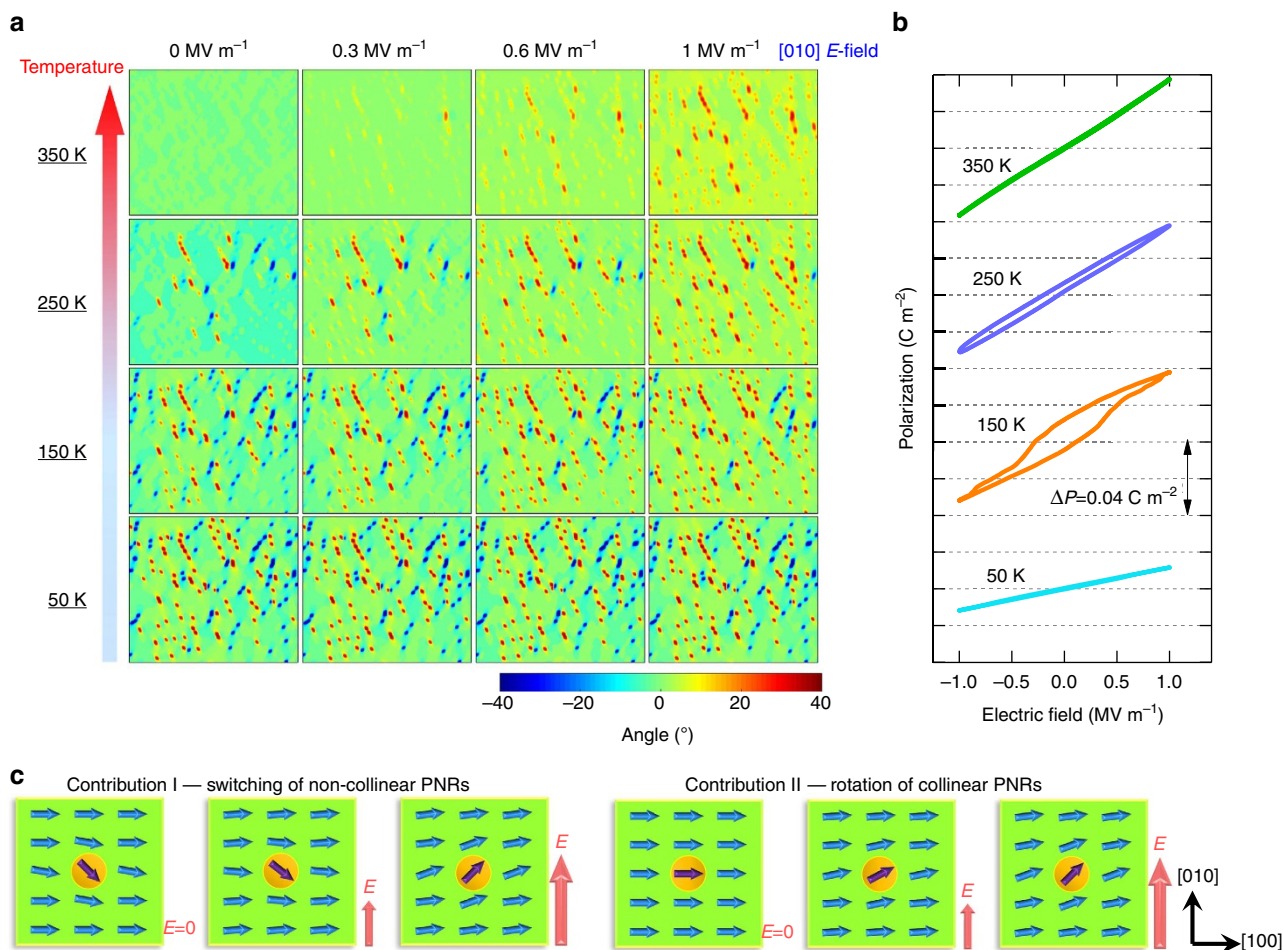 a
0 MV m⁻¹ 0.3 MV m⁻¹ 0.6 MV m⁻¹ 1 MV m⁻¹ [010] E-field
Temperature
350 K
250 K
150 K
50 K
−40 −20 0 20 40
Angle (°)
b
Polarization (C m⁻²)
350 K
250 K
150 K
ΔP=0.04 C m⁻²
50 K
−1.0 −0.5 0.0 0.5 1.0
Electric field (MV m⁻¹)
c
Contribution I — switching of non-collinear PNRs
E=0
E
E
Contribution II — rotation of collinear PNRs
E=0
E
E
[010]
[100]